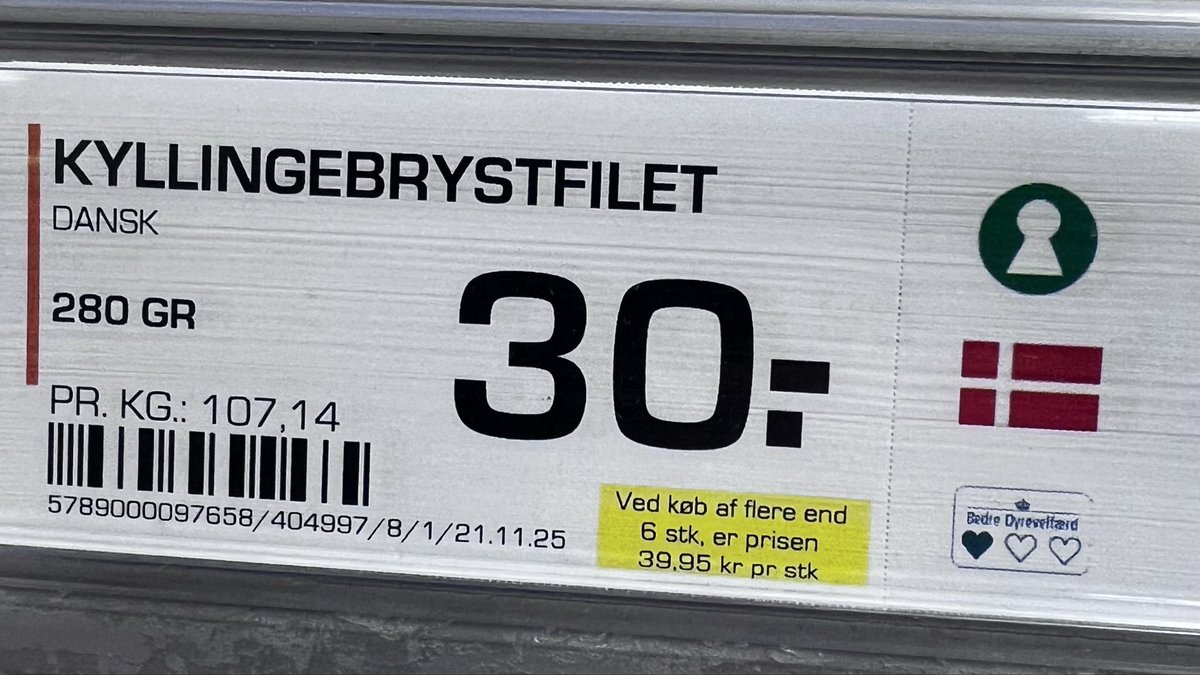 KYLLINGEBRYSTFILET
DANSK
280 GR
30.-
PR. KG.: 107,14
5789000097658/404997/8/1/21.11.25
Ved køb af flere end
6 stk, er prisen
39,95 kr pr stk
Bedre Dyrevelfærd